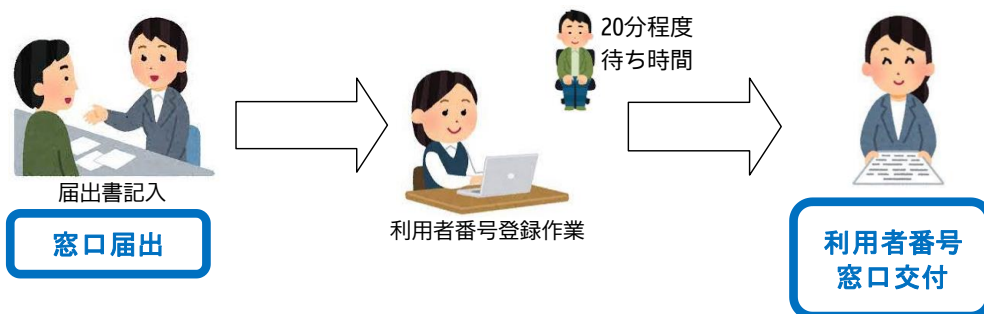 20分程度
待ち時間
届出書記入
窓口届出
利用者番号登録作業
利用者番号
窓口交付